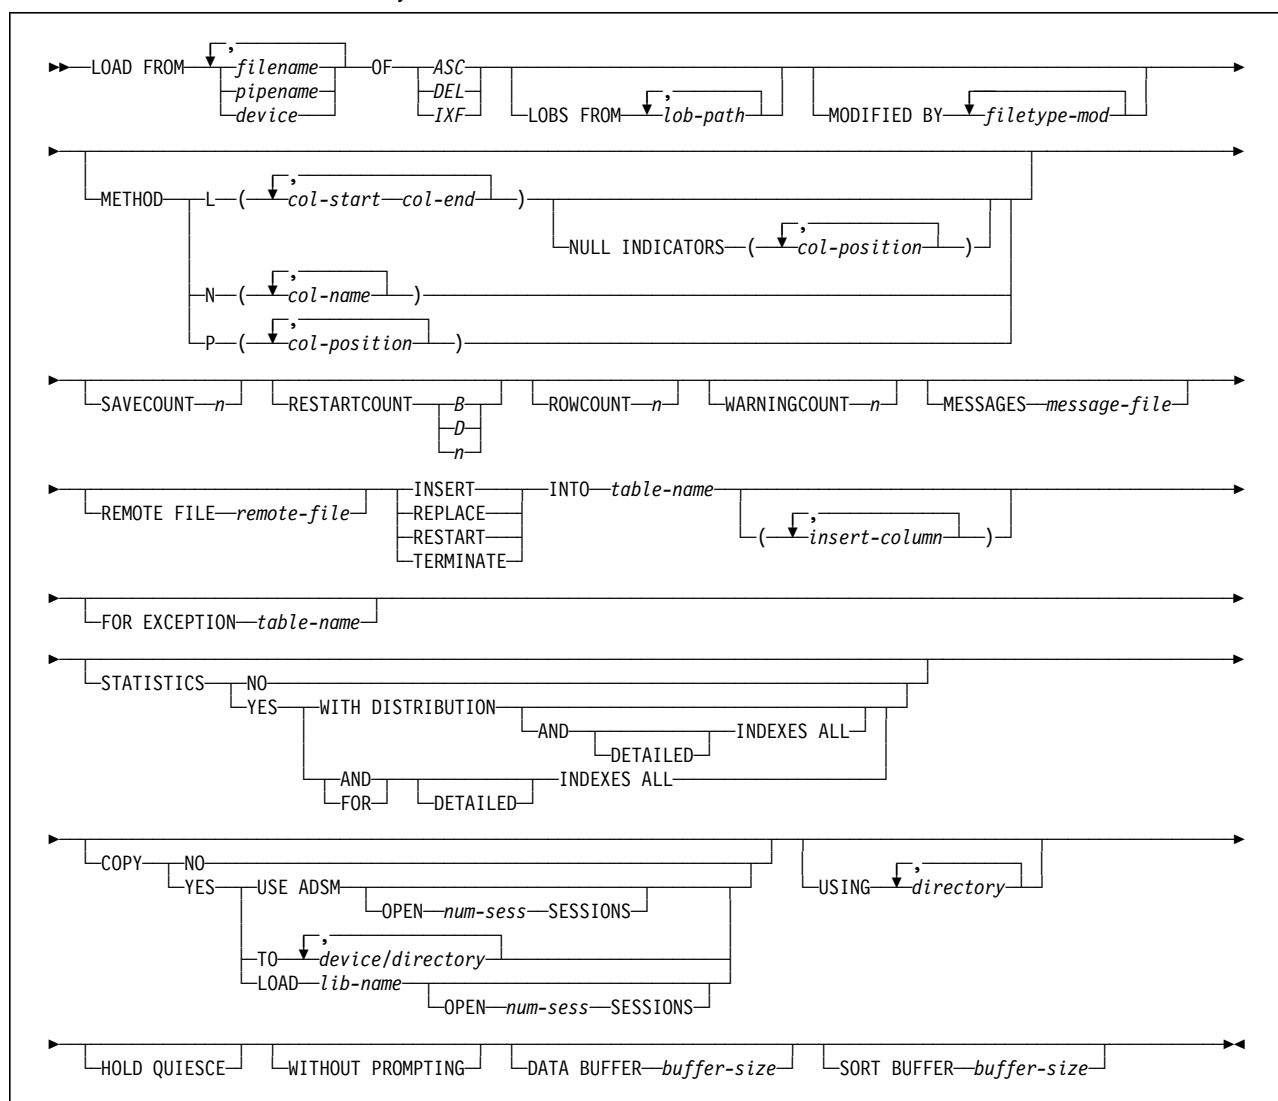 ,
LOAD FROM filename OF ASC , ,
pipename DEL LOBS FROM lob-path MODIFIED BY filetype-mod
device IXF
,
METHOD L ( col-start col-end ) ,
NULL INDICATORS ( col-position )
,
N ( col-name )
,
P ( col-position )
SAVECOUNT n RESTARTCOUNT B ROWCOUNT n WARNINGCOUNT n MESSAGES message-file
D
n
INSERT INTO table-name
REMOTE FILE remote-file REPLACE ,
RESTART ( insert-column )
TERMINATE
FOR EXCEPTION table-name
STATISTICS NO
YES WITH DISTRIBUTION
AND INDEXES ALL
DETAILED
AND INDEXES ALL
FOR DETAILED
COPY NO ,
YES USE ADSM USING directory
OPEN num-sess SESSIONS
,
TO device/directory
LOAD lib-name
OPEN num-sess SESSIONS
HOLD QUIESCE WITHOUT PROMPTING DATA BUFFER buffer-size SORT BUFFER buffer-size